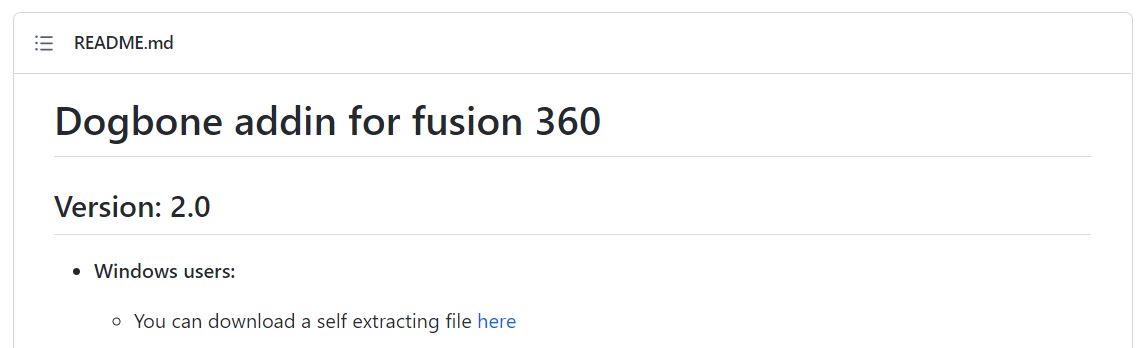 README.md
Dogbone addin for fusion 360
Version: 2.0
Windows users:
You can download a self extracting file here